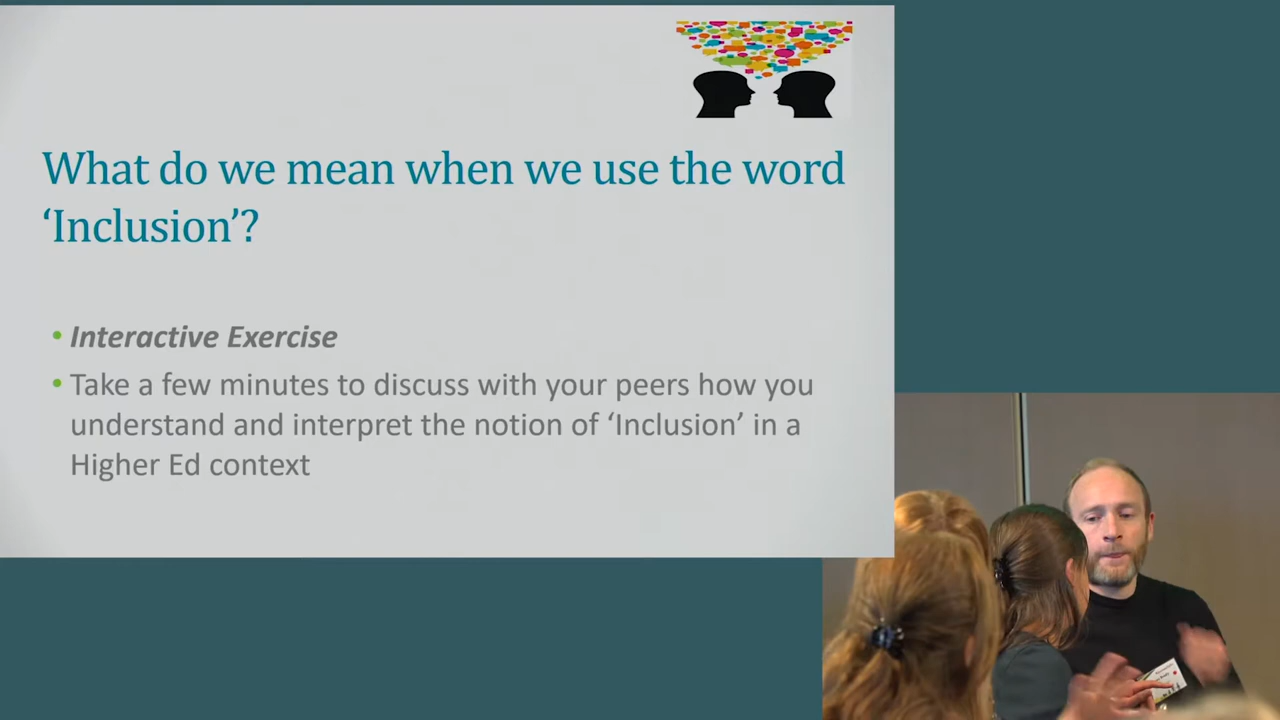 What do we mean when we use the word
‘Inclusion’?
• Interactive Exercise
• Take a few minutes to discuss with your peers how you
understand and interpret the notion of ‘Inclusion’ in a
Higher Ed context